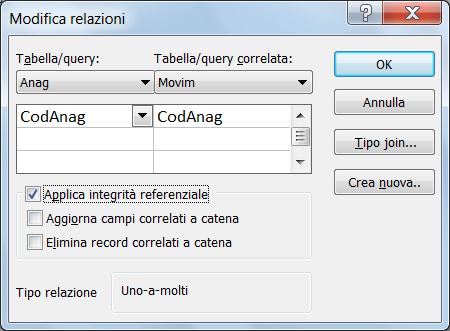 Modifica relazioni
Tabella/query:
Tabella/query correlata:
OK
Anag
Movim
Annulla
CodAnag
CodAnag
Tipo join...
Crea nuova..
Applica integrità referenziale
Aggiorna campi correlati a catena
Elimina record correlati a catena
Tipo relazione
Uno-a-molti